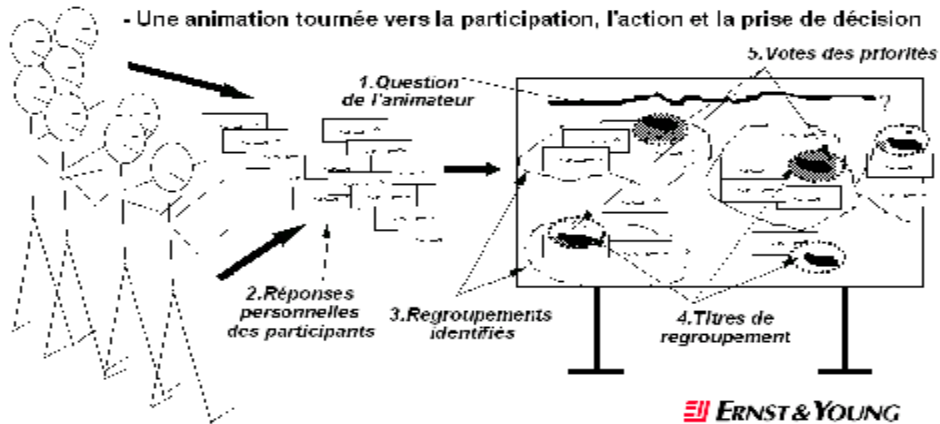 - Une animation tournée vers la participation, l'action et la prise de décision
5.Votes des priorités
1.Question
de l'animateur
?
2.Réponses
personnelles
des participants
3.Regroupements
identifiés
4.Titres de
regroupement
ERNST & YOUNG